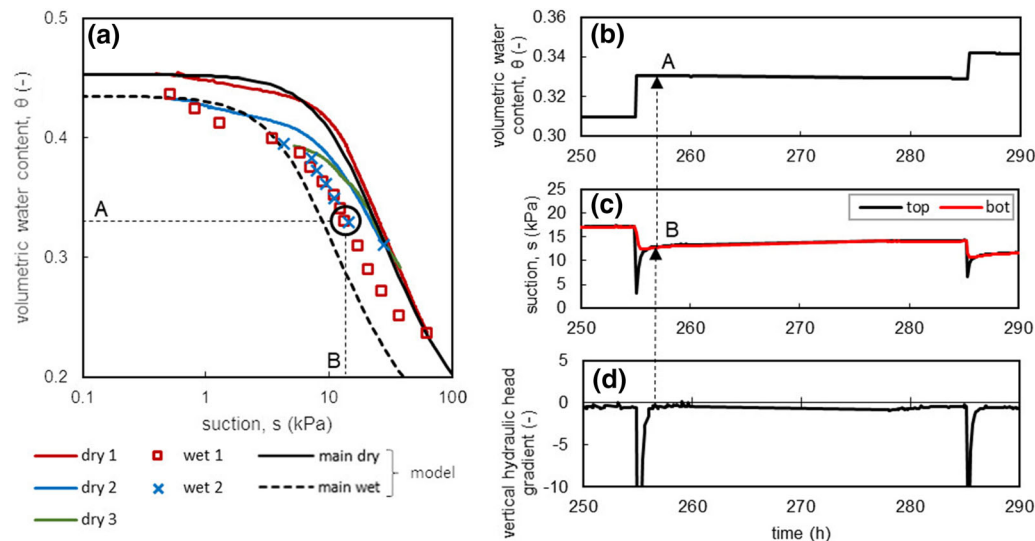 (a)
0.5
0.4
0.3
0.2
volumetric water content, θ (-)
A
B
0.1
1
10
100
suction, s (kPa)
dry 1
wet 1
main dry
dry 2
wet 2
main wet
model
dry 3
(b)
0.36
0.34
0.32
0.30
volumetric water
content, θ (-)
A
250
260
270
280
290
(c)
25
20
15
10
5
0
suction, s (kPa)
top
bot
B
250
260
270
280
290
(d)
5
0
-5
-10
vertical hydraulic head
gradient (-)
250
260
270
280
290
time (h)